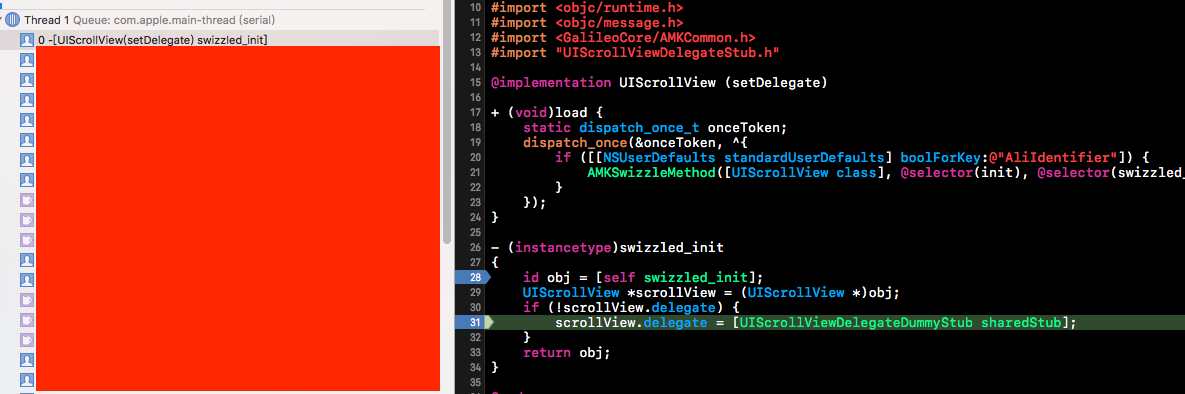 Thread 1 Queue: com.apple.main-thread (serial)
0 -[UIScrollView(setDelegate) swizzled_init]
10 #import <objc/runtime.h>
11 #import <objc/message.h>
12 #import <GalileoCore/AMKCommon.h>
13 #import "UIScrollViewDelegateStub.h"
14
15 @implementation UIScrollView (setDelegate)
16
17 + (void)load {
18 static dispatch_once_t onceToken;
19 dispatch_once(&onceToken, ^{
20 if ([[NSUserDefaults standardUserDefaults] boolForKey:@"AliIdentifier"]) {
21 AMKSwizzleMethod([UIScrollView class], @selector(init), @selector(swizzled_
22 }
23 });
24 }
25
26 - (instancetype)swizzled_init
27 {
28 id obj = [self swizzled_init];
29 UIScrollView *scrollView = (UIScrollView *)obj;
30 if (!scrollView.delegate) {
31 scrollView.delegate = [UIScrollViewDelegateDummyStub sharedStub];
32 }
33 return obj;
34 }
35